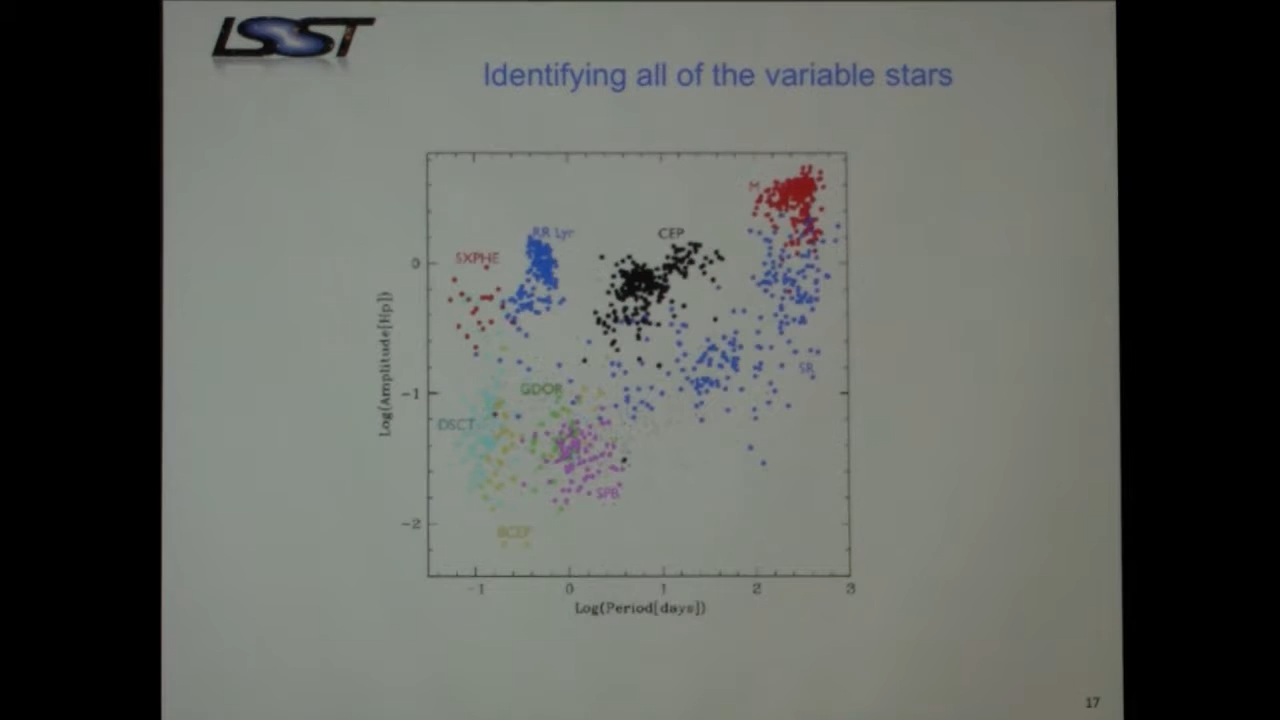 LSST
Identifying all of the variable stars
M
RR Lyr
CEP
SXPHE
0
Log(Amplitude[Hp])
SR
GDOR
-1
DSCT
SPB
-2
BCEP
-1 0 1 2 3
Log(Period[days])
17